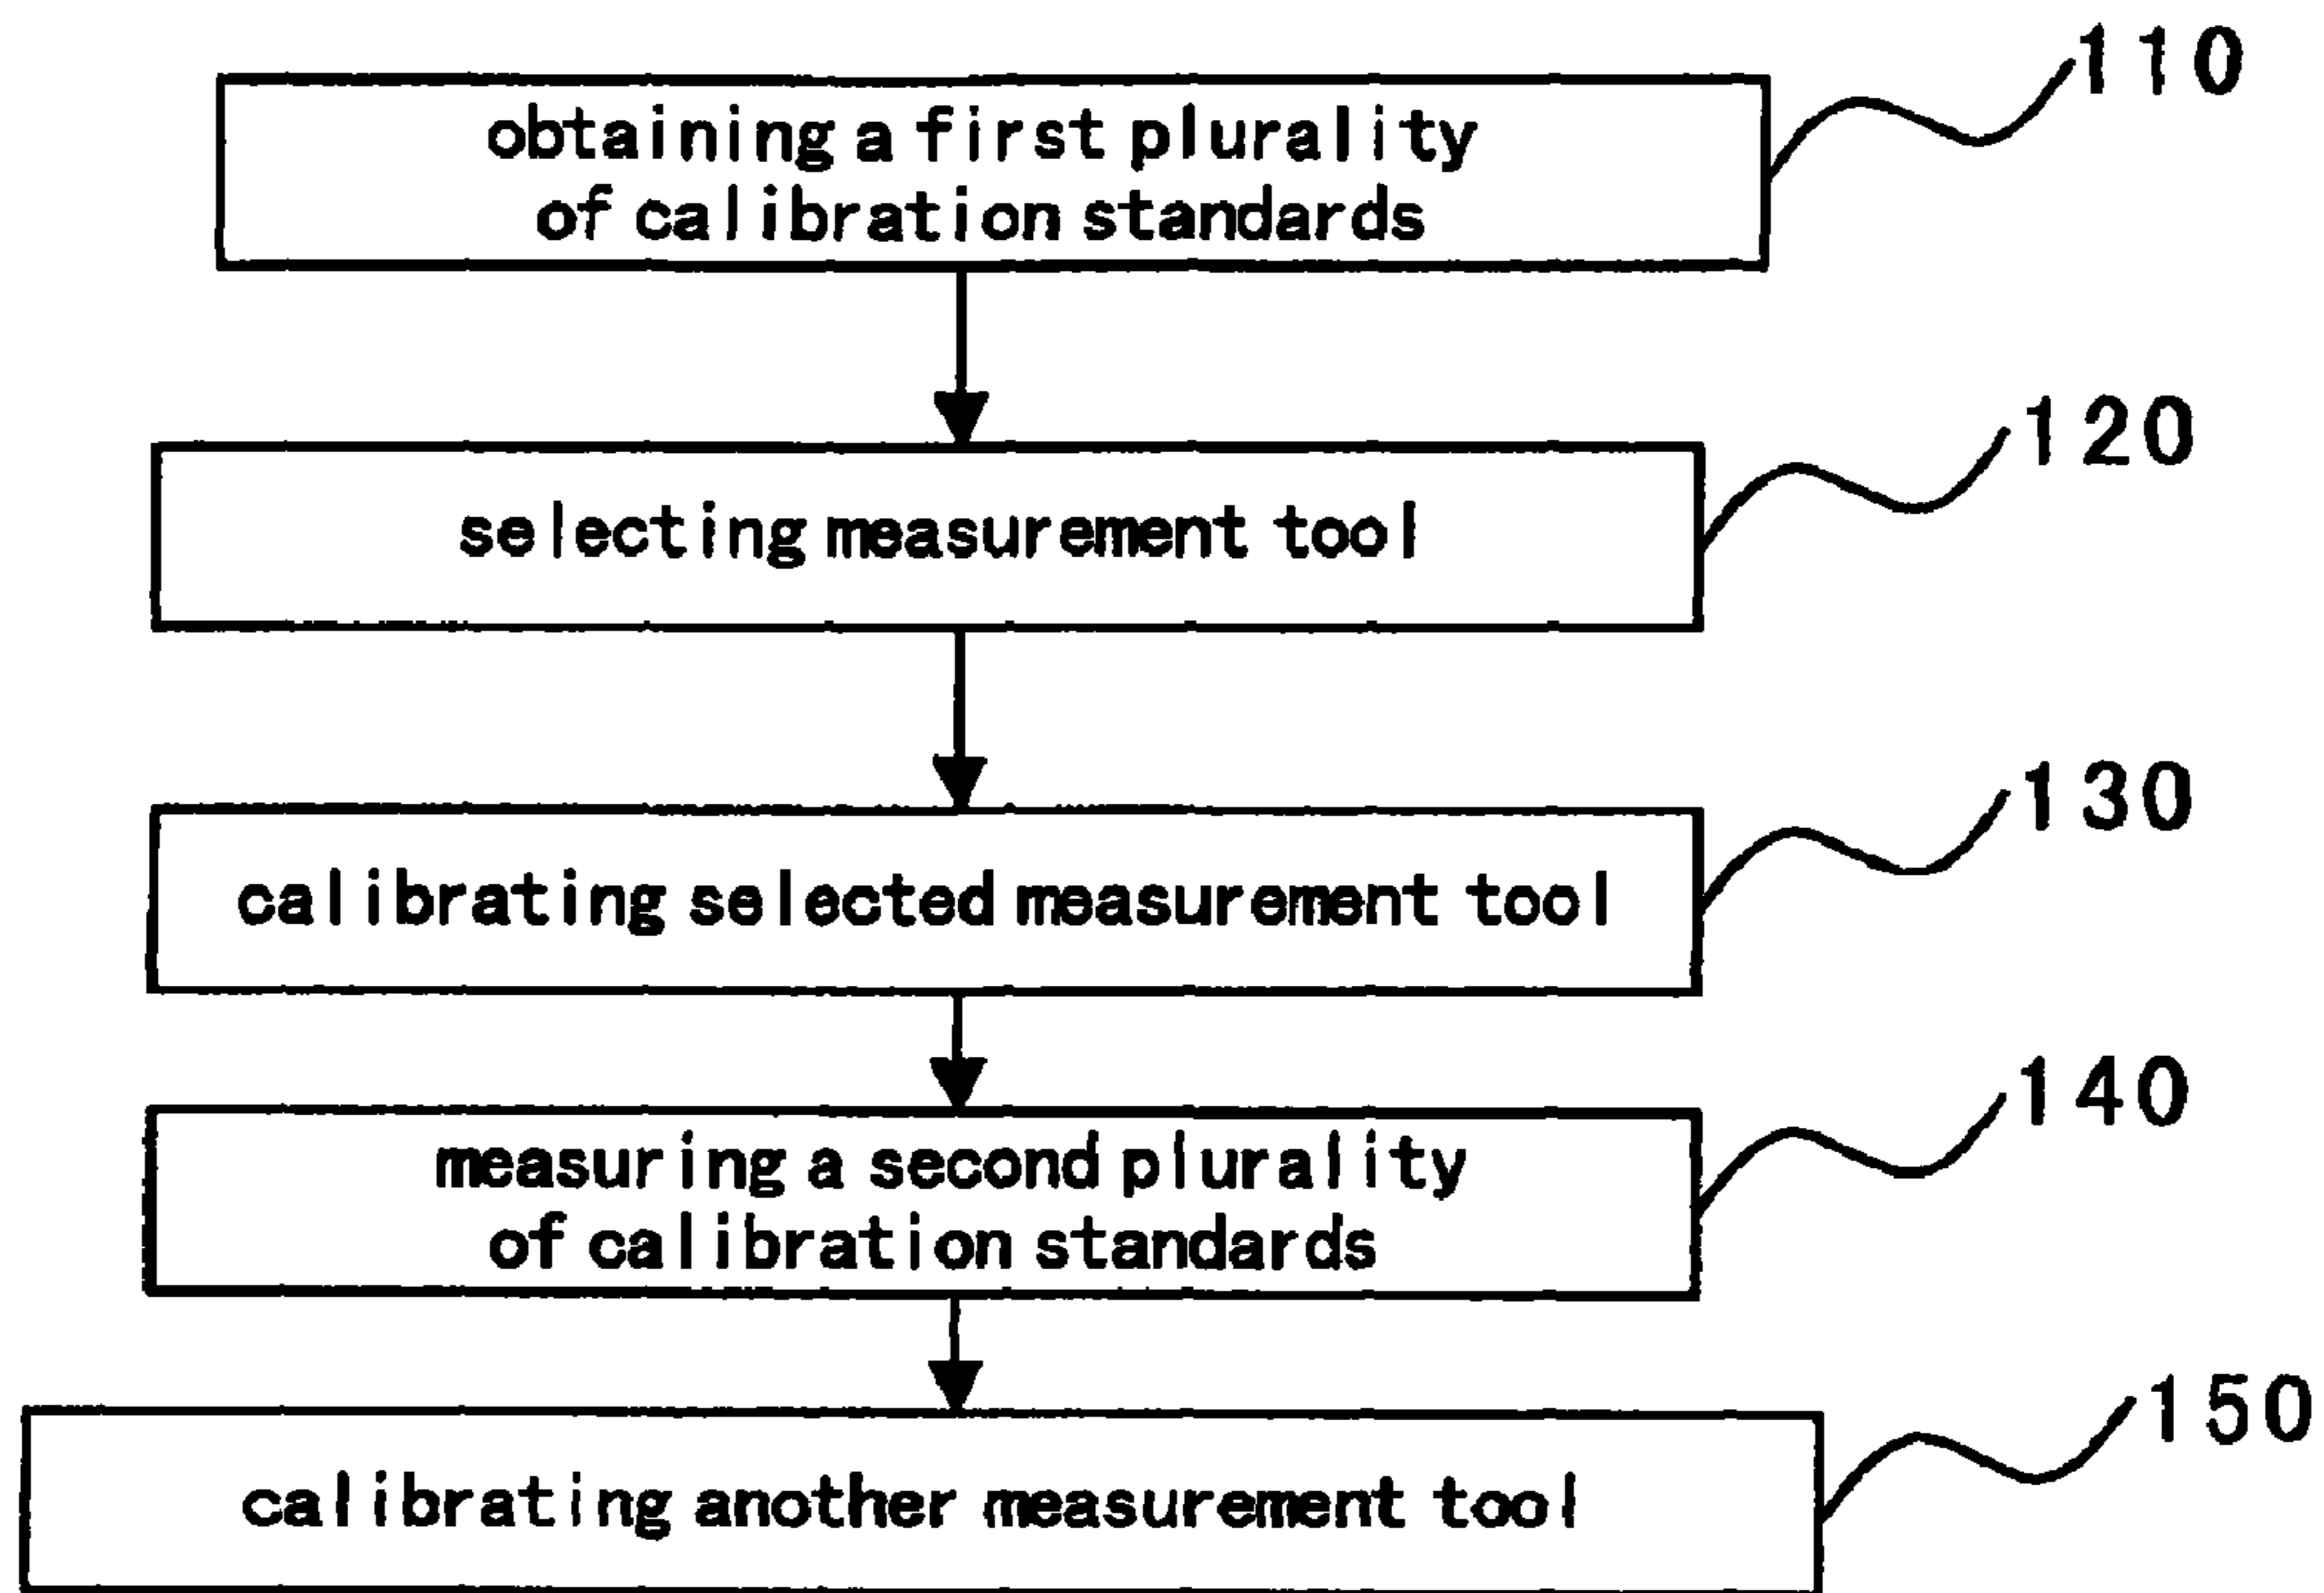 110
obtaining a first plurality
of calibration standards
120
selecting measurement tool
130
calibrating selected measurement tool
140
measuring a second plurality
of calibration standards
150
calibrating another measurement tool